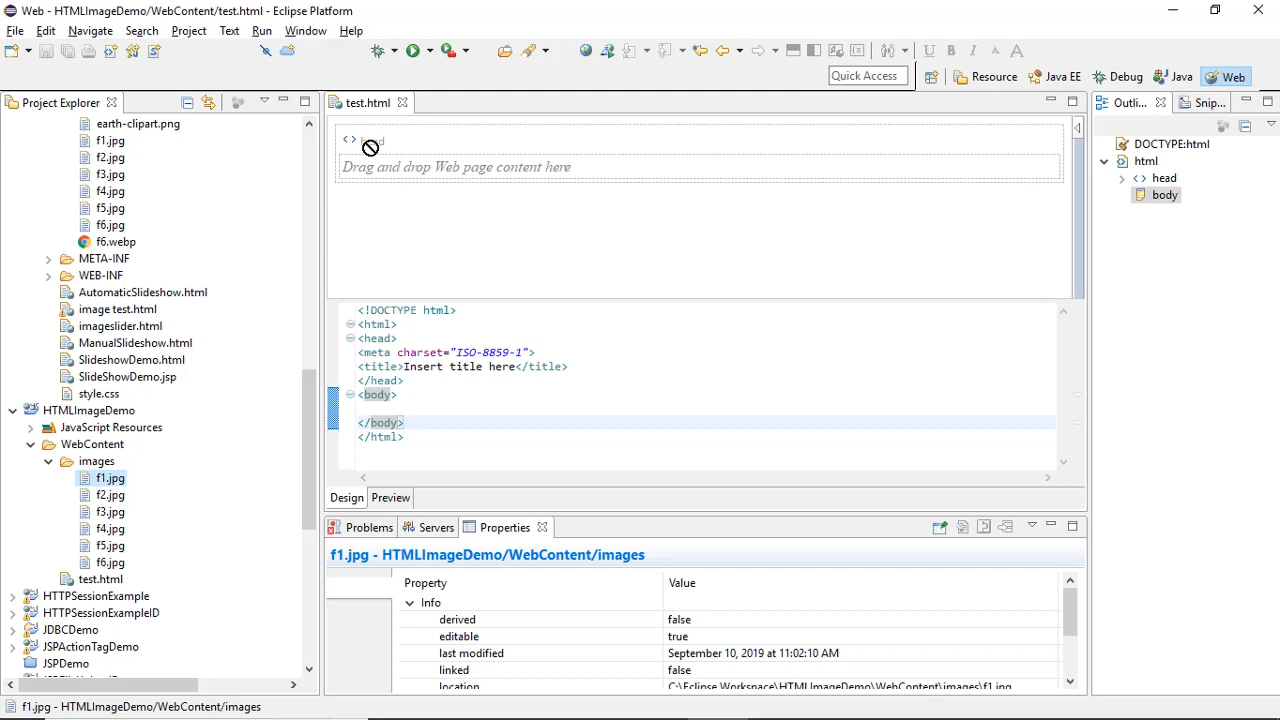 Web - HTMLImageDemo/WebContent/test.html - Eclipse Platform
File Edit Navigate Search Project Text Run Window Help
Quick Access
Resource Java EE Debug Java Web
Project Explorer
earth-clipart.png
f1.jpg
f2.jpg
f3.jpg
f4.jpg
f5.jpg
f6.jpg
f6.webp
META-INF
WEB-INF
AutomaticSlideshow.html
image test.html
imageslider.html
ManualSlideshow.html
SlideshowDemo.html
SlideShowDemo.jsp
style.css
HTMLImageDemo
JavaScript Resources
WebContent
images
f1.jpg
f2.jpg
f3.jpg
f4.jpg
f5.jpg
f6.jpg
test.html
HTTPSessionExample
HTTPSessionExampleID
JDBCDemo
JSPActionTagDemo
JSPDemo
test.html
Drag and drop Web page content here
<!DOCTYPE html>
<html>
<head>
<meta charset="ISO-8859-1">
<title>Insert title here</title>
</head>
<body>
</body>
</html>
Design Preview
Problems Servers Properties
f1.jpg - HTMLImageDemo/WebContent/images
Property Value
Info
derived false
editable true
last modified September 10, 2019 at 11:02:10 AM
linked false
location C:\Eclipse Workspace\HTMLImageDemo\WebContent\images\f1.jpg
Outli... Snip...
DOCTYPE:html
html
head
body
f1.jpg - HTMLImageDemo/WebContent/images